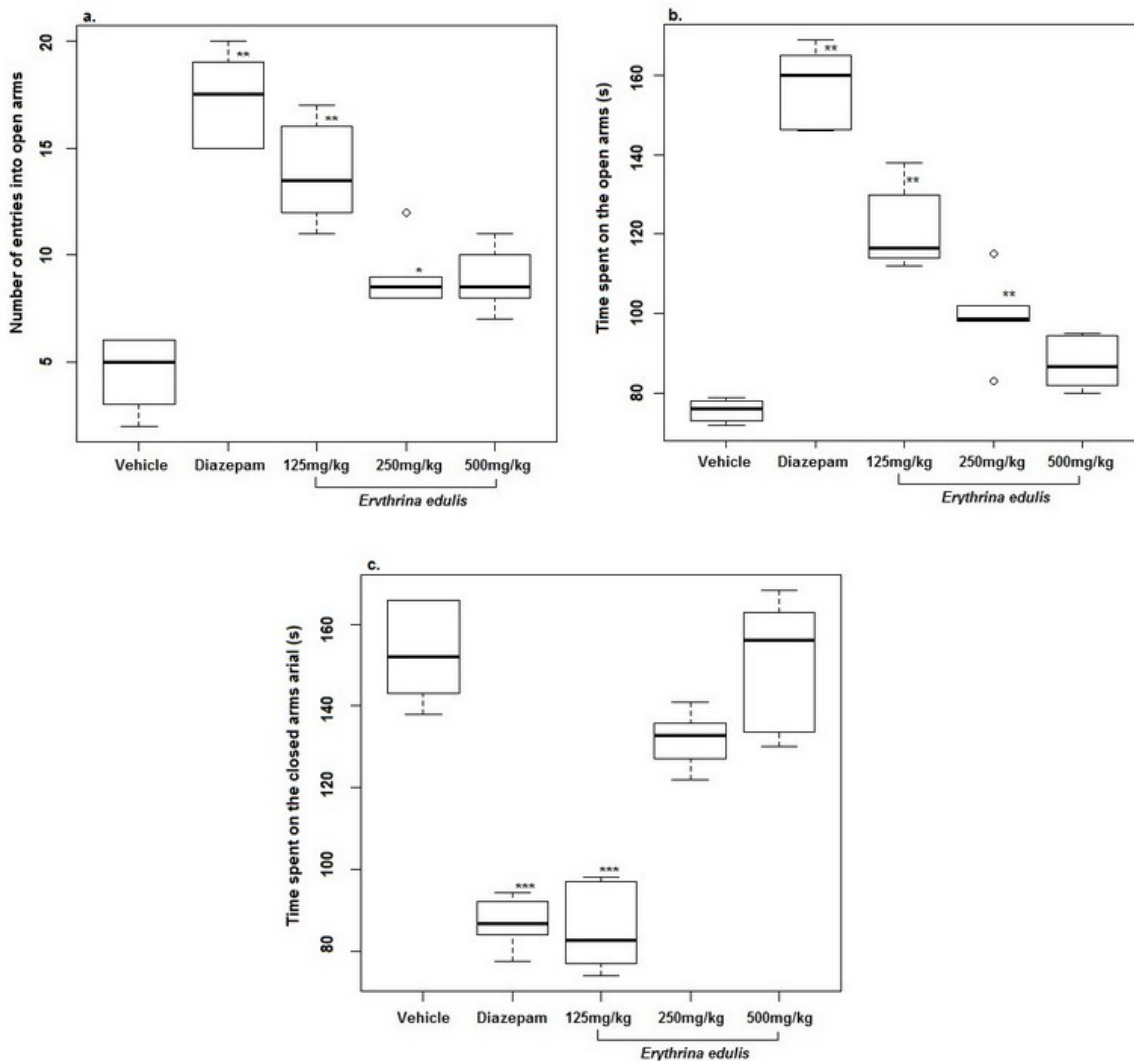 a.
Number of entries into open arms
20
15
10
5
**
**
*
Vehicle Diazepam 125mg/kg 250mg/kg 500mg/kg
Ervthrina edulis
b.
Time spent on the open arms (s)
160
140
120
100
80
**
**
**
Vehicle Diazepam 125mg/kg 250mg/kg 500mg/kg
Erythrina edulis
c.
Time spent on the closed arms arial (s)
160
140
120
100
80
***
***
Vehicle Diazepam 125mg/kg 250mg/kg 500mg/kg
Erythrina edulis